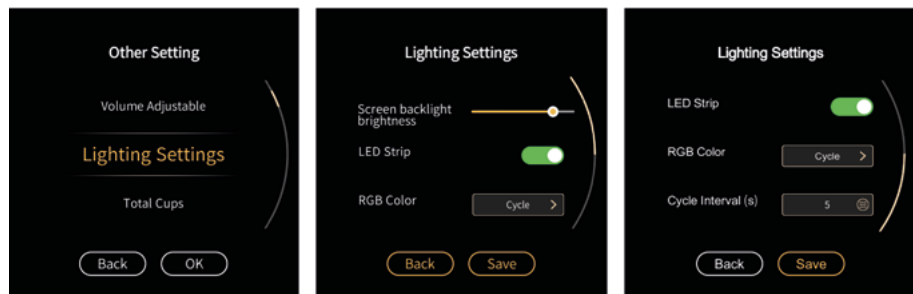 Other Setting
Volume Adjustable
Lighting Settings
Total Cups
Back
OK
Lighting Settings
Screen backlight
brightness
LED Strip
RGB Color
Cycle
Back
Save
Lighting Settings
LED Strip
RGB Color
Cycle
Cycle Interval (s)
5
Back
Save